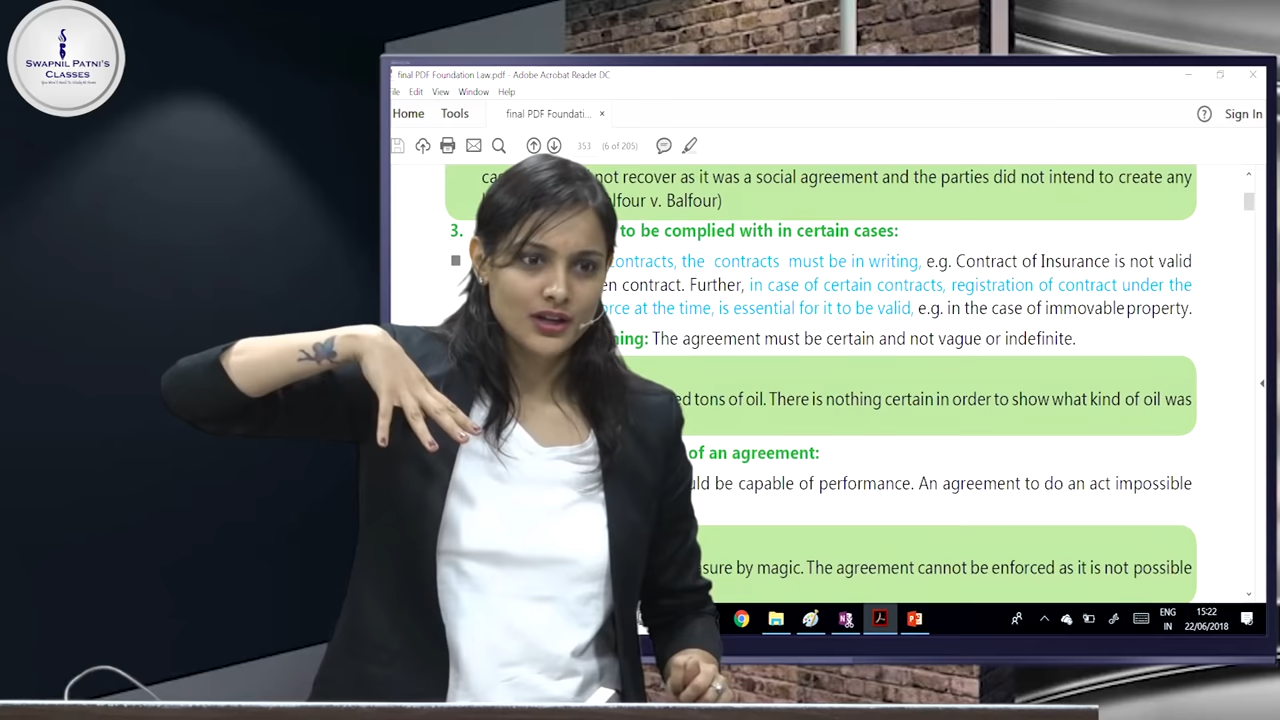 SWAPNIL PATNI'S
CLASSES
final PDF Foundation Law.pdf - Adobe Acrobat Reader DC
ile Edit View Window Help
Home Tools final PDF Foundati... × Sign In
353 (6 of 205)
not recover as it was a social agreement and the parties did not intend to create any
lfour v. Balfour)
3. to be complied with in certain cases:
contracts, the contracts must be in writing, e.g. Contract of Insurance is not valid
en contract. Further, in case of certain contracts, registration of contract under the
orce at the time, is essential for it to be valid, e.g. in the case of immovable property.
ning: The agreement must be certain and not vague or indefinite.
ed tons of oil. There is nothing certain in order to show what kind of oil was
of an agreement:
uld be capable of performance. An agreement to do an act impossible
sure by magic. The agreement cannot be enforced as it is not possible
ENG 15:22
IN 22/06/2018